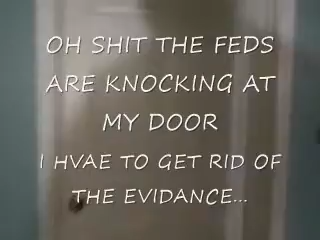 OH SHIT THE FEDS
ARE KNOCKING AT
MY DOOR
I HVAE TO GET RID OF
THE EVIDANCE...